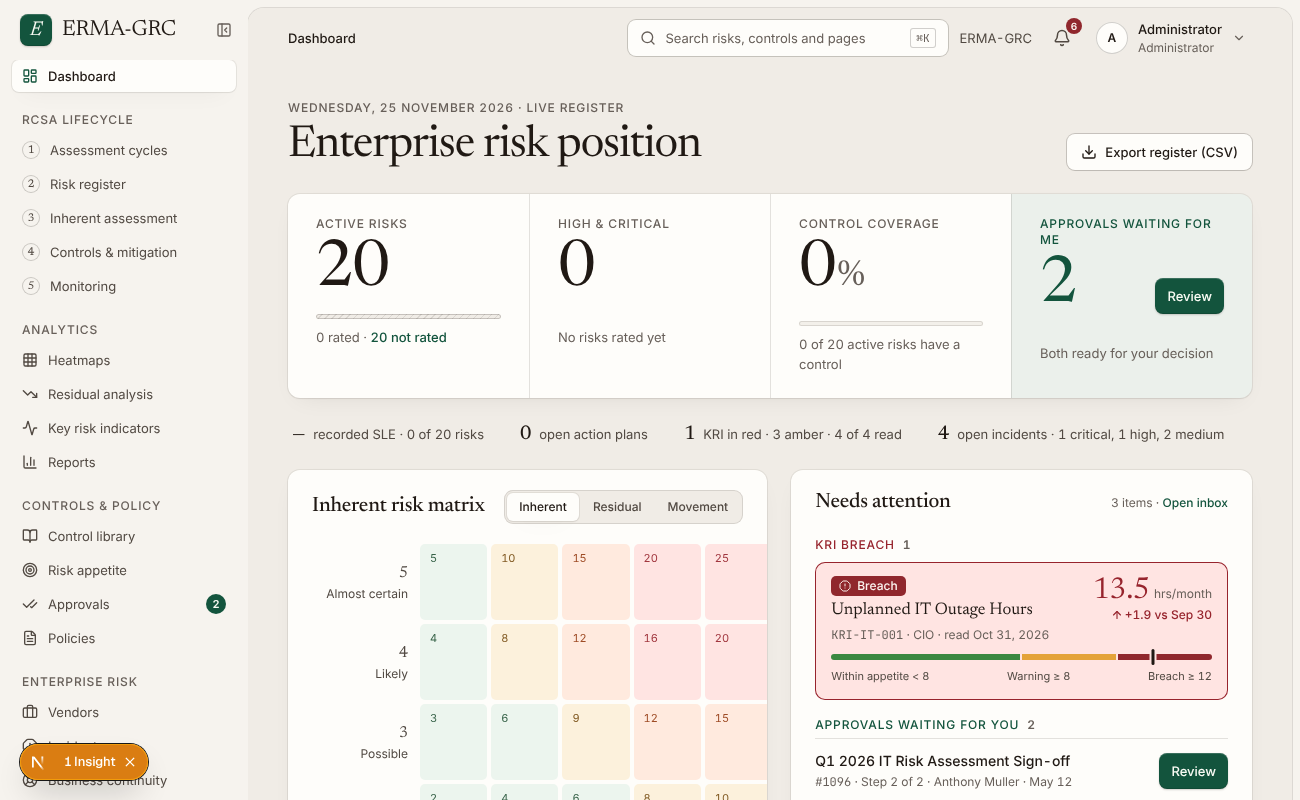 E ERMA-GRC
Dashboard
RCSA LIFECYCLE
1 Assessment cycles
2 Risk register
3 Inherent assessment
4 Controls & mitigation
5 Monitoring
ANALYTICS
Heatmaps
Residual analysis
Key risk indicators
Reports
CONTROLS & POLICY
Control library
Risk appetite
Approvals 2
Policies
ENTERPRISE RISK
Vendors
N 1 Insight
Business continuity
Dashboard
Search risks, controls and pages ⌘K
ERMA-GRC
6
A
Administrator
Administrator
WEDNESDAY, 25 NOVEMBER 2026 · LIVE REGISTER
Enterprise risk position
Export register (CSV)
ACTIVE RISKS
20
0 rated · 20 not rated
HIGH & CRITICAL
0
No risks rated yet
CONTROL COVERAGE
0%
0 of 20 active risks have a
control
APPROVALS WAITING FOR
ME
2
Review
Both ready for your decision
— recorded SLE · 0 of 20 risks
0 open action plans
1 KRI in red · 3 amber · 4 of 4 read
4 open incidents · 1 critical, 1 high, 2 medium
Inherent risk matrix
Inherent Residual Movement
5 10 15 20 25
5
Almost certain
4 8 12 16 20
4
Likely
3 6 9 12 15
3
Possible
2 4 6 8 10
Needs attention
3 items · Open inbox
KRI BREACH 1
Breach
13.5 hrs/month
Unplanned IT Outage Hours
↑ +1.9 vs Sep 30
KRI-IT-001 · CIO · read Oct 31, 2026
Within appetite < 8 Warning ≥ 8 Breach ≥ 12
APPROVALS WAITING FOR YOU 2
Q1 2026 IT Risk Assessment Sign-off
#1096 · Step 2 of 2 · Anthony Muller · May 12
Review